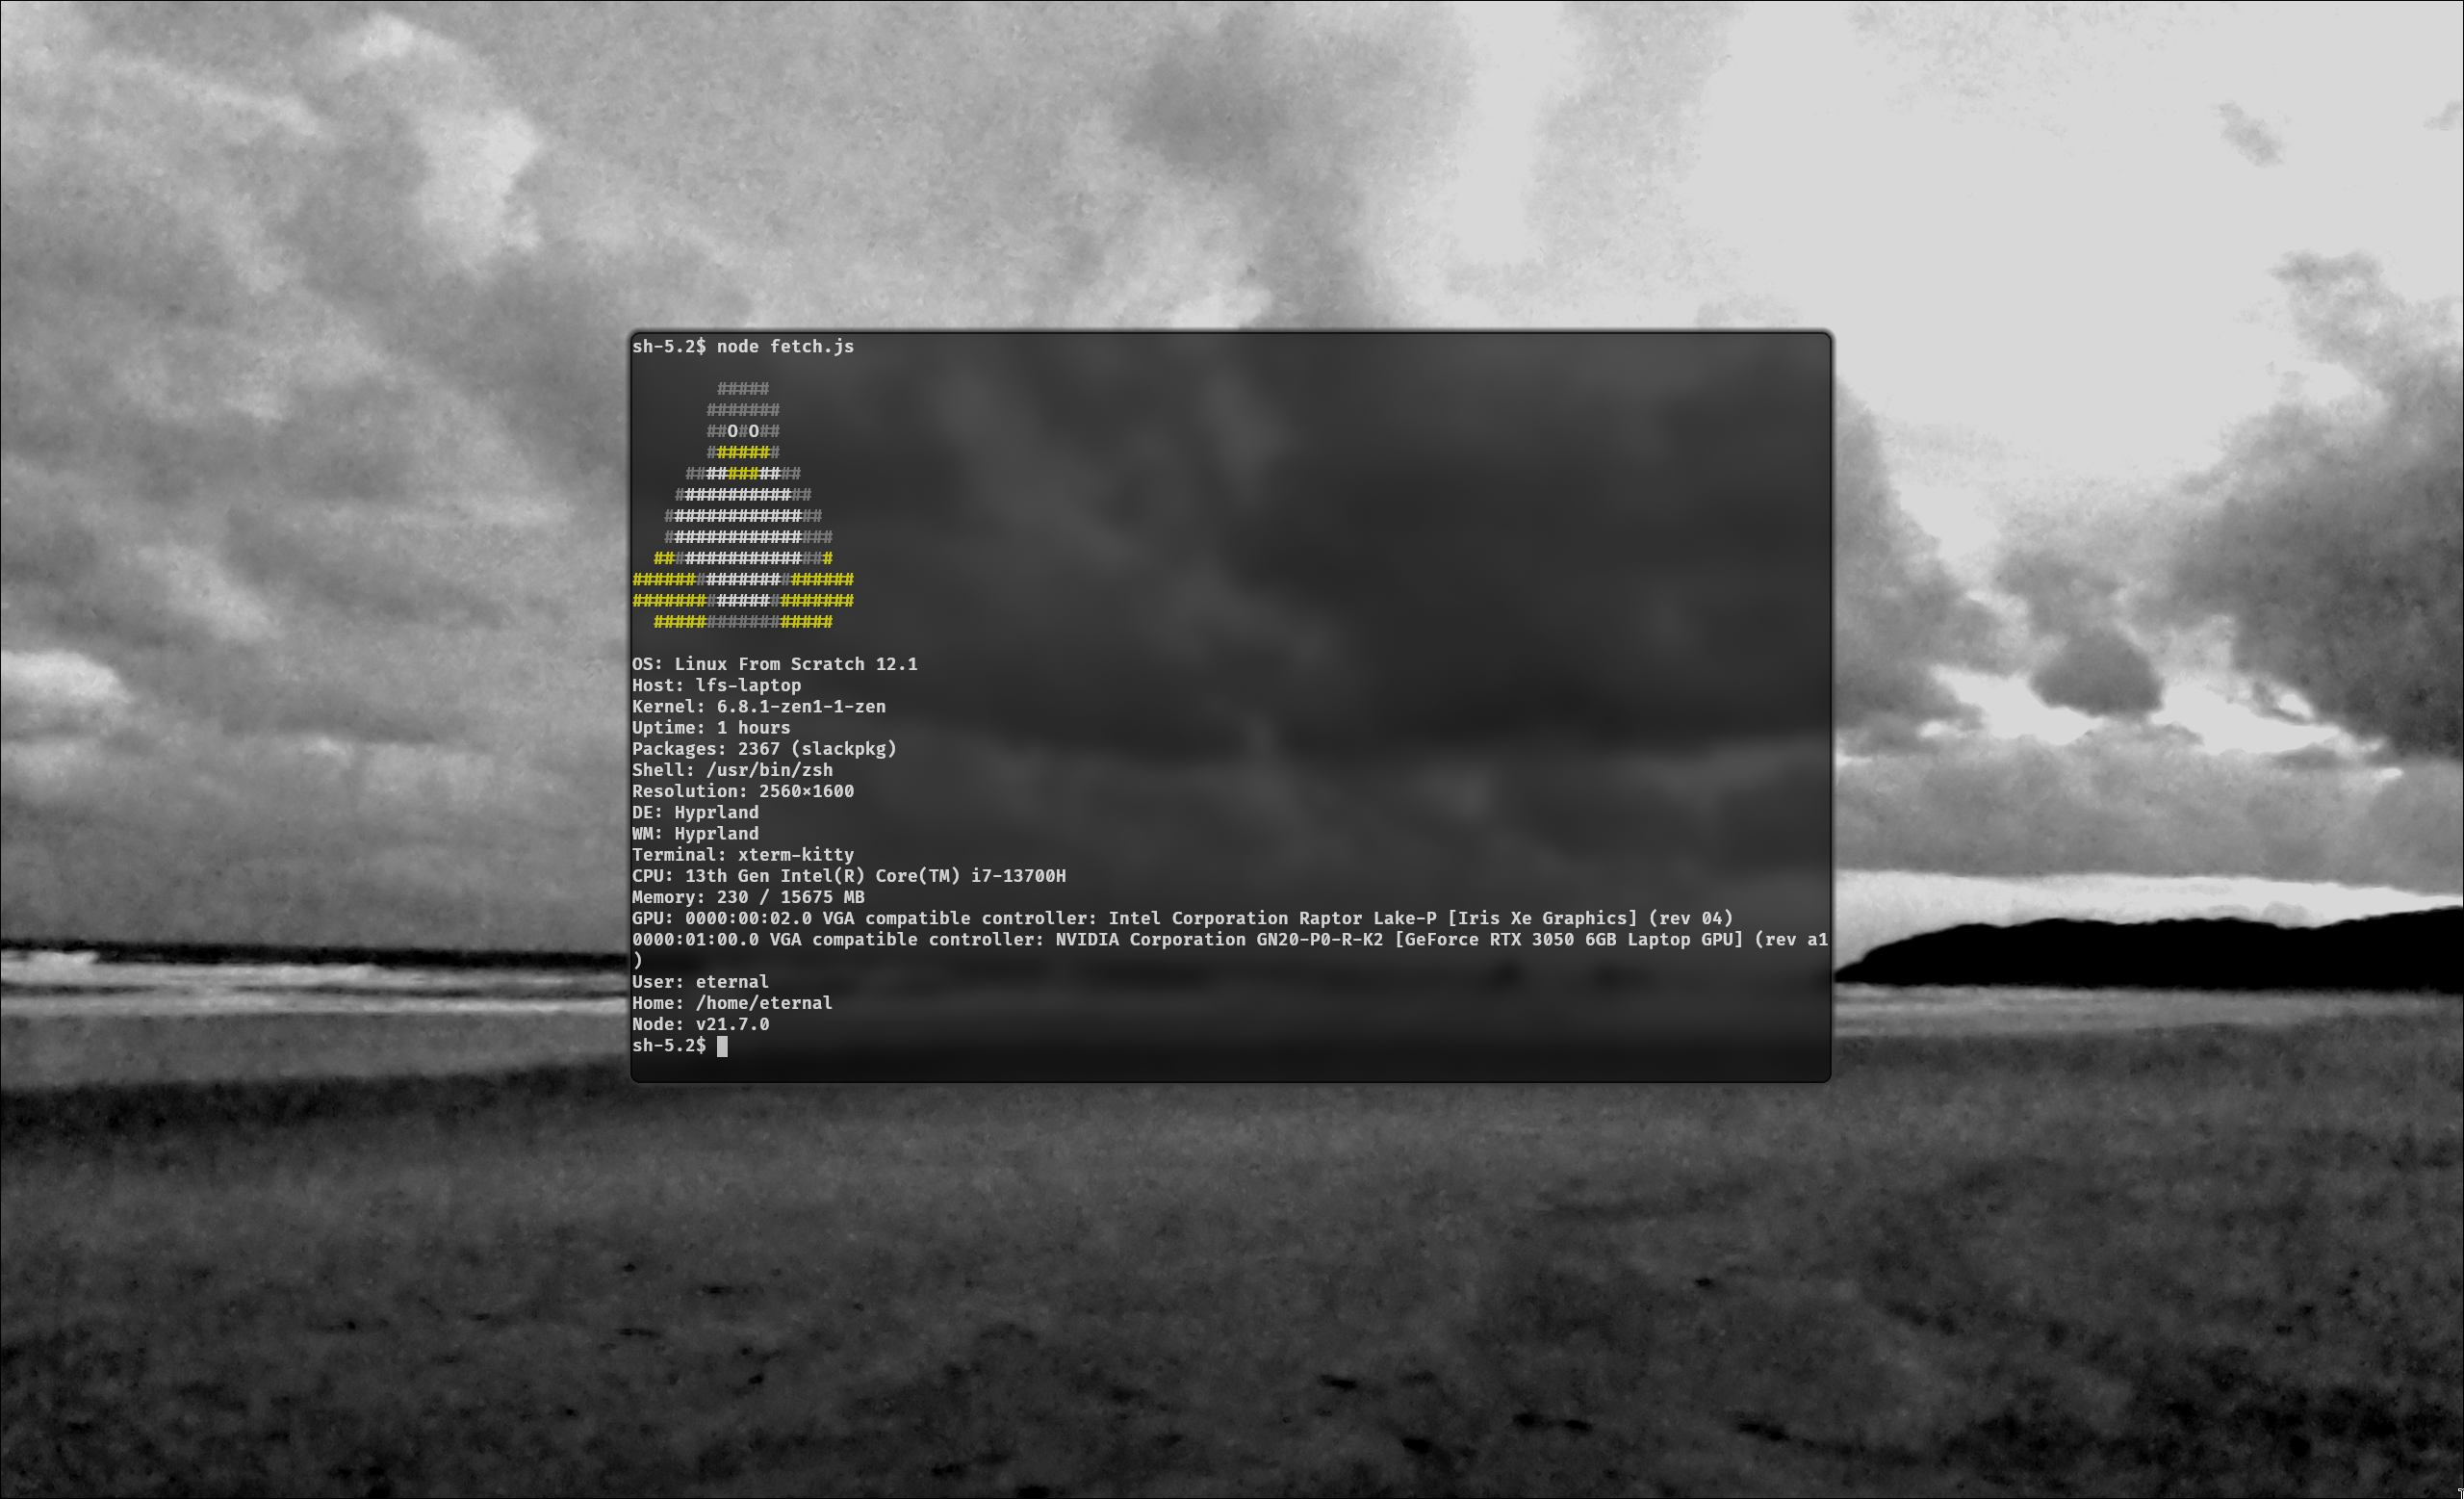 sh-5.2$ node fetch.js
#####
#######
##O#O##
#######
###########
#############
###############
################
#################
#####################
#####################
#################
OS: Linux From Scratch 12.1
Host: lfs-laptop
Kernel: 6.8.1-zen1-1-zen
Uptime: 1 hours
Packages: 2367 (slackpkg)
Shell: /usr/bin/zsh
Resolution: 2560×1600
DE: Hyprland
WM: Hyprland
Terminal: xterm-kitty
CPU: 13th Gen Intel(R) Core(TM) i7-13700H
Memory: 230 / 15675 MB
GPU: 0000:00:02.0 VGA compatible controller: Intel Corporation Raptor Lake-P [Iris Xe Graphics] (rev 04)
0000:01:00.0 VGA compatible controller: NVIDIA Corporation GN20-P0-R-K2 [GeForce RTX 3050 6GB Laptop GPU] (rev a1
)
User: eternal
Home: /home/eternal
Node: v21.7.0
sh-5.2$